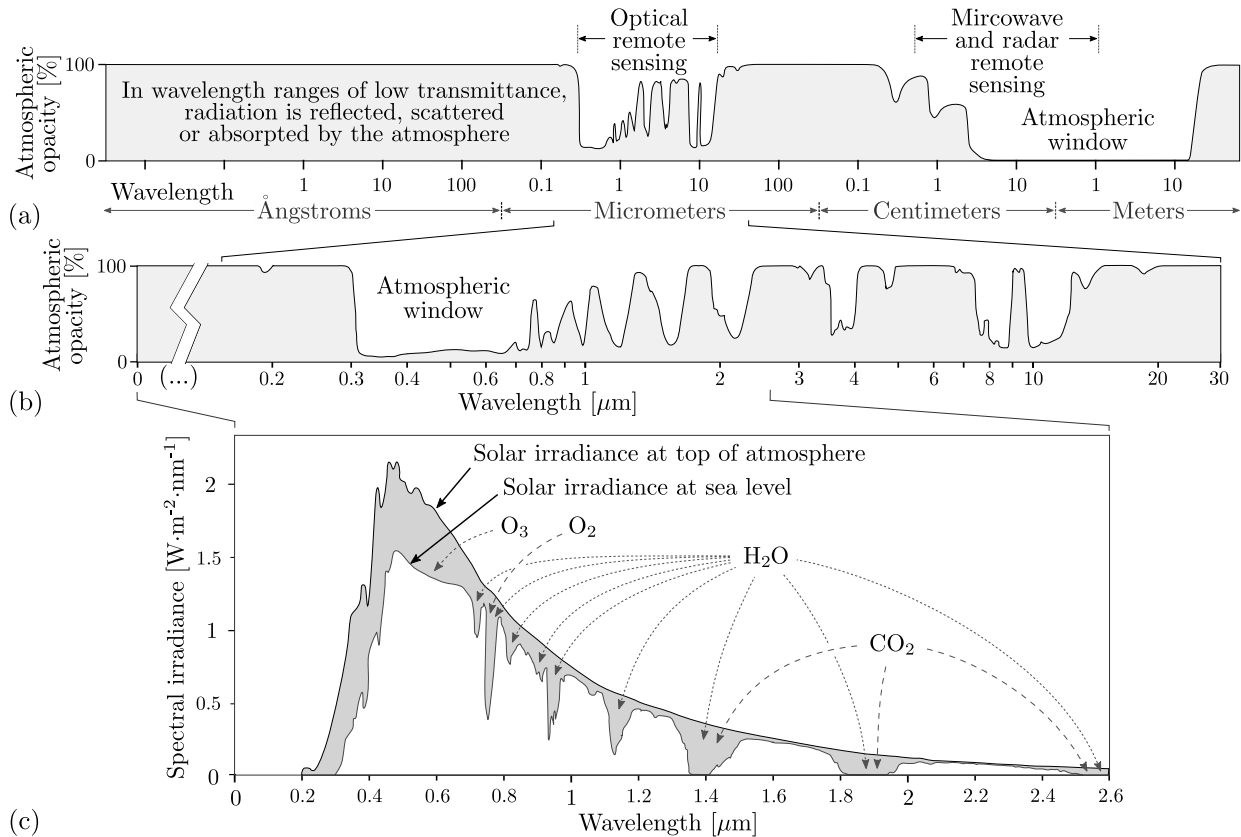 Optical
remote
sensing
Mircowave
and radar
remote
sensing
Atmospheric
opacity [%]
100
0
In wavelength ranges of low transmittance,
radiation is reflected, scattered
or absorpted by the atmosphere
Atmospheric
window
Wavelength
1 10 100 0.1 1 10 100 0.1 1 10 1 10
(a)
Ångstroms Micrometers Centimeters Meters
Atmospheric
opacity [%]
100
0
Atmospheric
window
0 (...) 0.2 0.3 0.4 0.6 0.8 1 2 3 4 6 8 10 20 30
(b)
Wavelength [μm]
Spectral irradiance [W·m⁻²·nm⁻¹]
2
1.5
1
0.5
0
Solar irradiance at top of atmosphere
Solar irradiance at sea level
O₃ O₂
H₂O
CO₂
0 0.2 0.4 0.6 0.8 1 1.2 1.4 1.6 1.8 2 2.2 2.4 2.6
(c)
Wavelength [μm]